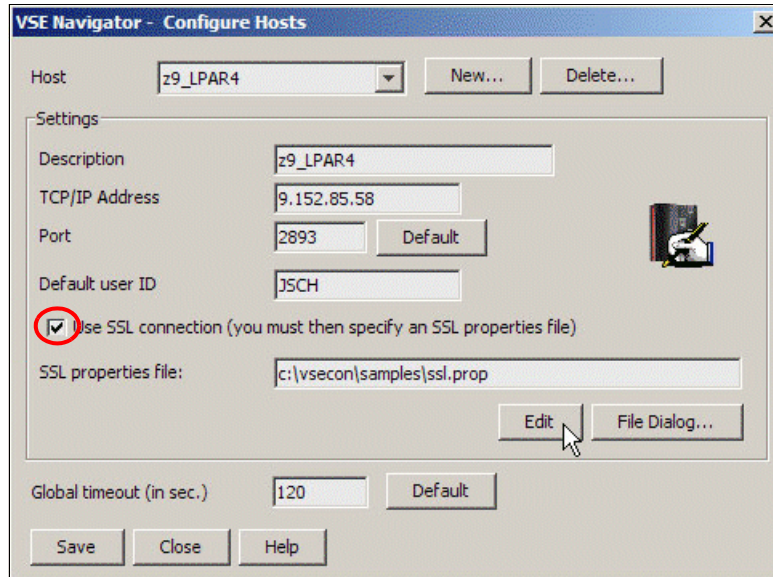 VSE Navigator - Configure Hosts
Host z9_LPAR4 New... Delete...
Settings
Description z9_LPAR4
TCP/IP Address 9.152.85.58
Port 2893 Default
Default user ID JSCH
Use SSL connection (you must then specify an SSL properties file)
SSL properties file: c:\vsecon\samples\ssl.prop
Edit File Dialog...
Global timeout (in sec.) 120 Default
Save Close Help